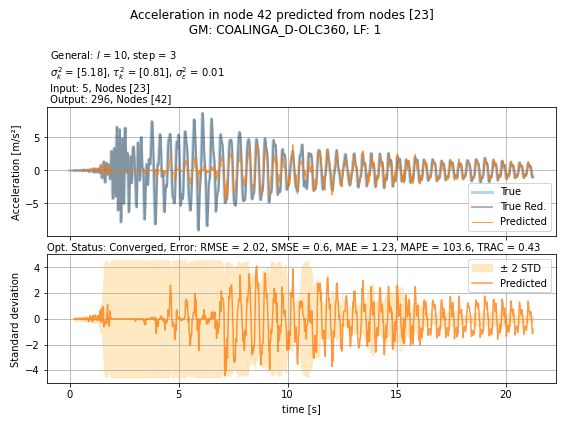 Acceleration in node 42 predicted from nodes [23]
GM: COALINGA_D-OLC360, LF: 1
General: l = 10, step = 3
σ²ₖ = [5.18], τ²ₖ = [0.81], σ²ε = 0.01
Input: 5, Nodes [23]
Output: 296, Nodes [42]
Acceleration [m/s²]
5
0
−5
True
True Red.
Predicted
Opt. Status: Converged, Error: RMSE = 2.02, SMSE = 0.6, MAE = 1.23, MAPE = 103.6, TRAC = 0.43
Standard deviation
4
2
0
−2
−4
± 2 STD
Predicted
0 5 10 15 20
time [s]